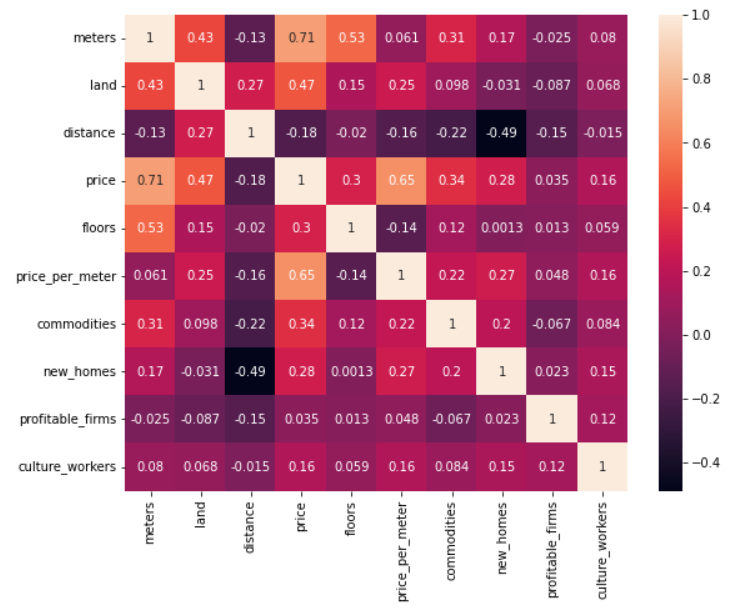 1.0
meters 1 0.43 -0.13 0.71 0.53 0.061 0.31 0.17 -0.025 0.08
land 0.43 1 0.27 0.47 0.15 0.25 0.098 -0.031 -0.087 0.068
0.8
distance -0.13 0.27 1 -0.18 -0.02 -0.16 -0.22 -0.49 -0.15 -0.015
0.6
price 0.71 0.47 -0.18 1 0.3 0.65 0.34 0.28 0.035 0.16
0.4
floors 0.53 0.15 -0.02 0.3 1 -0.14 0.12 0.0013 0.013 0.059
0.2
price_per_meter 0.061 0.25 -0.16 0.65 -0.14 1 0.22 0.27 0.048 0.16
commodities 0.31 0.098 -0.22 0.34 0.12 0.22 1 0.2 -0.067 0.084
0.0
new_homes 0.17 -0.031 -0.49 0.28 0.0013 0.27 0.2 1 0.023 0.15
−0.2
profitable_firms -0.025 -0.087 -0.15 0.035 0.013 0.048 -0.067 0.023 1 0.12
−0.4
culture_workers 0.08 0.068 -0.015 0.16 0.059 0.16 0.084 0.15 0.12 1
meters
land
distance
price
floors
price_per_meter
commodities
new_homes
profitable_firms
culture_workers